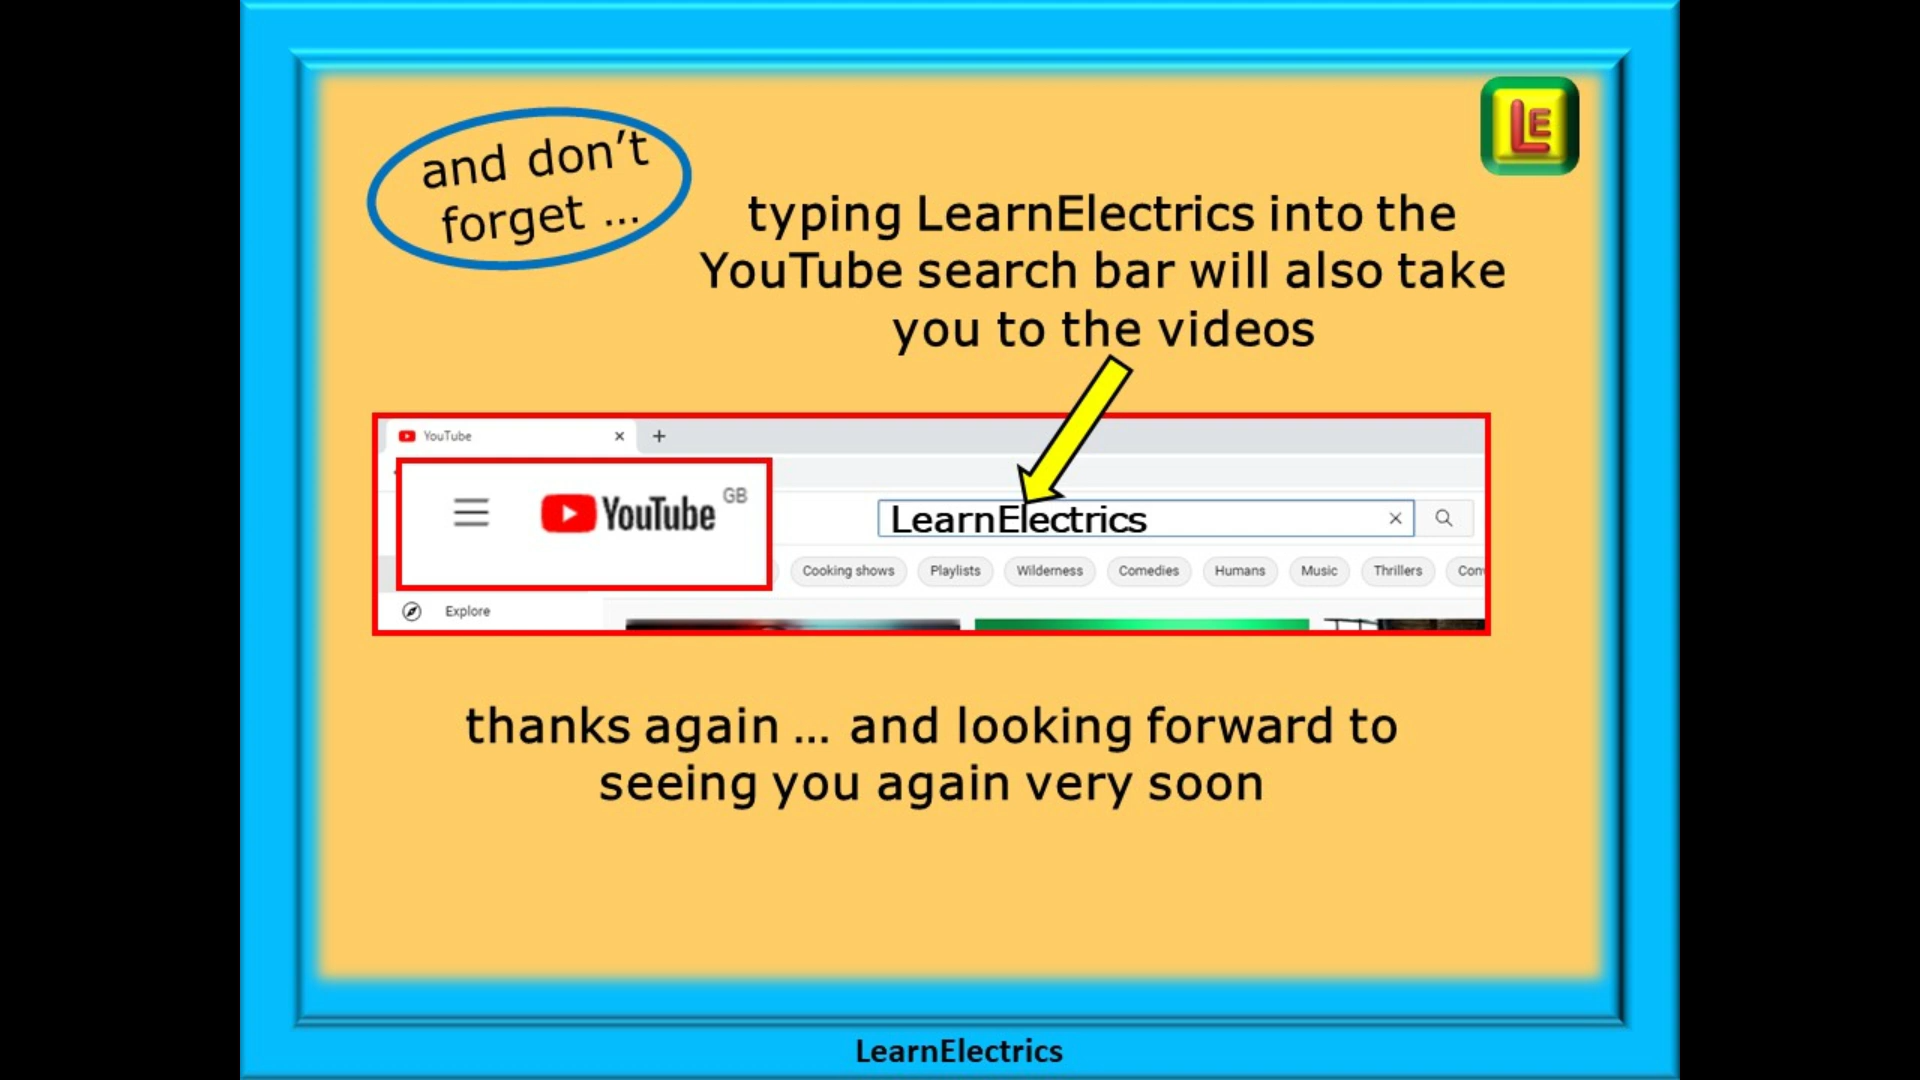 and don't
forget ...
LE
typing LearnElectrics into the
YouTube search bar will also take
you to the videos
YouTube
YouTube GB
LearnElectrics
Cooking shows Playlists Wilderness Comedies Humans Music Thrillers
Explore
thanks again ... and looking forward to
seeing you again very soon
LearnElectrics